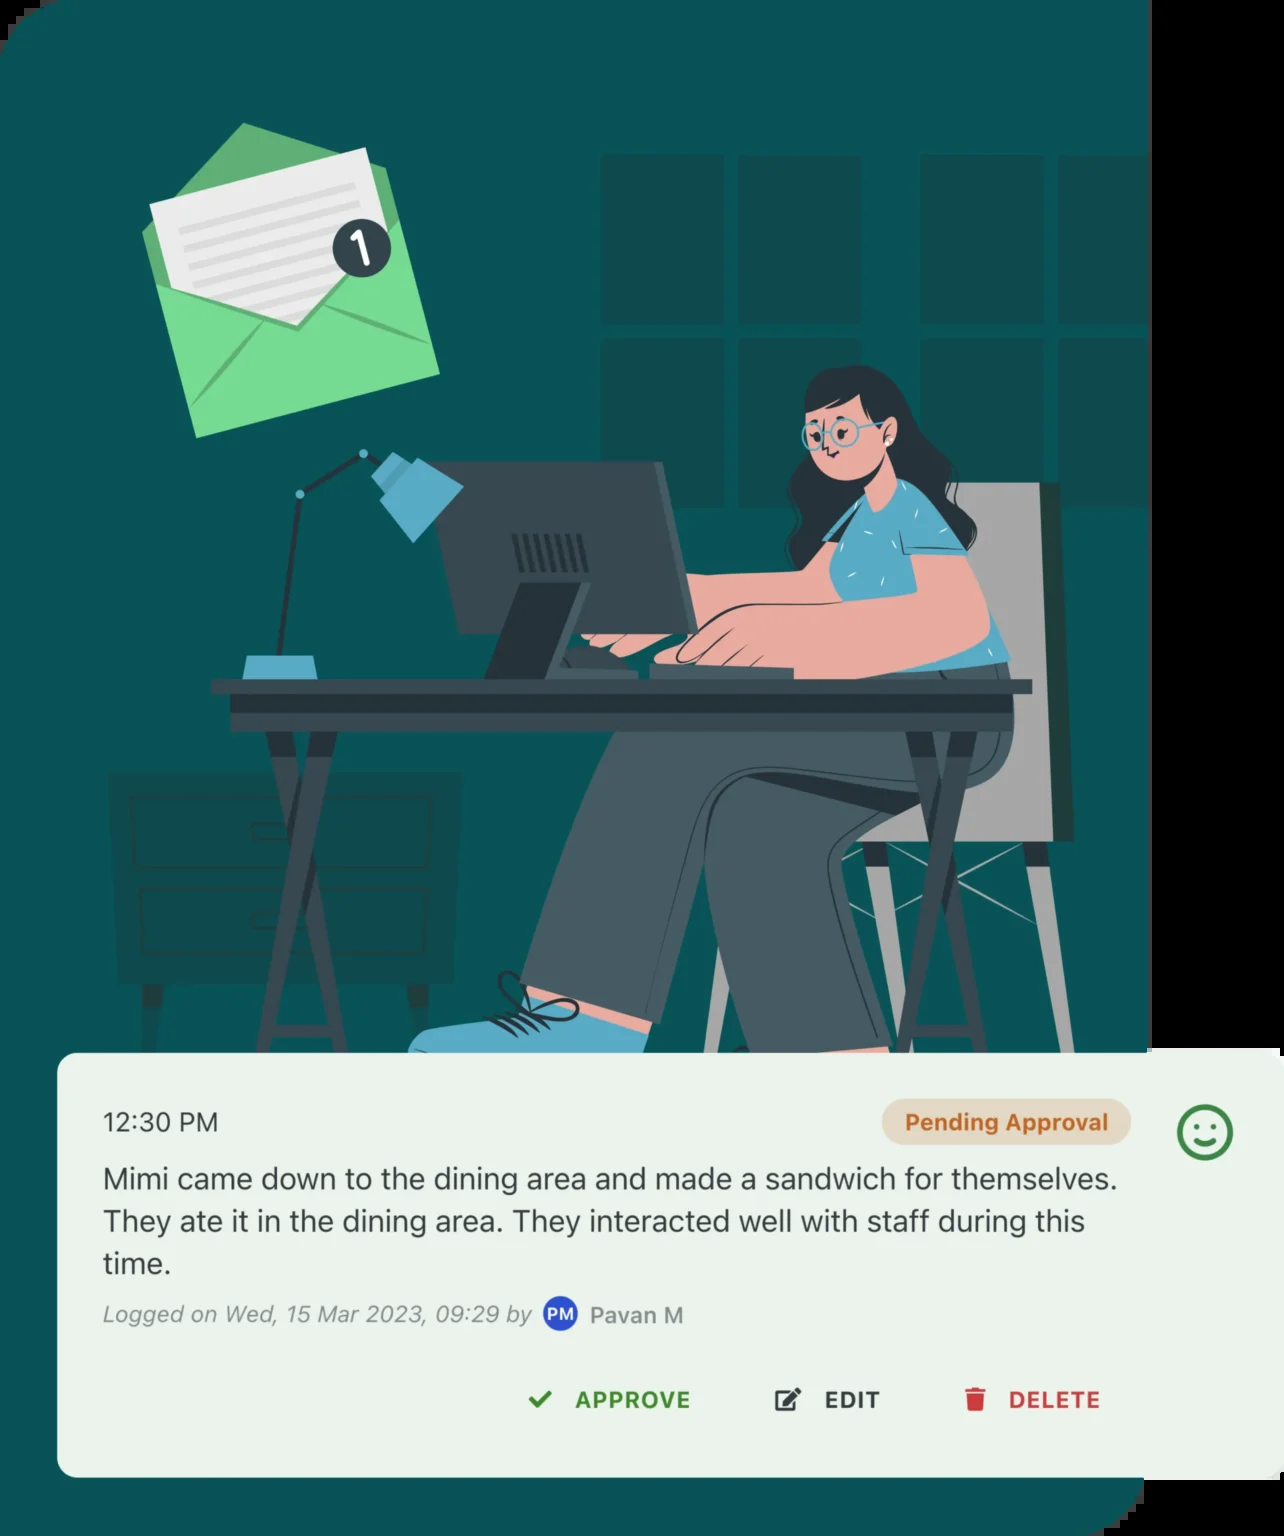 1
12:30 PM
Pending Approval
Mimi came down to the dining area and made a sandwich for themselves.
They ate it in the dining area. They interacted well with staff during this
time.
Logged on Wed, 15 Mar 2023, 09:29 by PM Pavan M
APPROVE EDIT DELETE